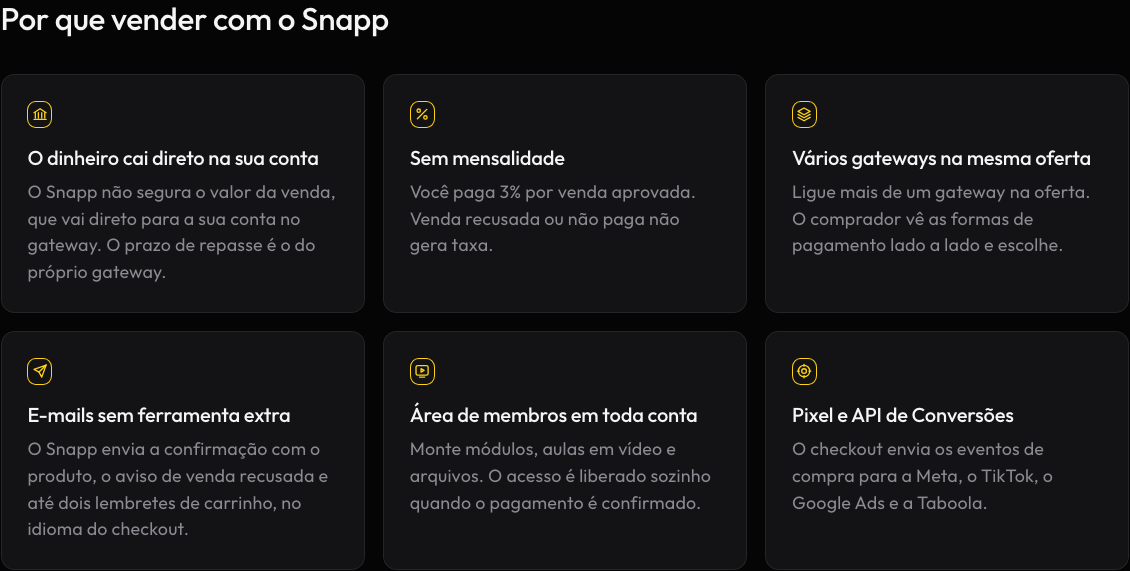 Por que vender com o Snapp
O dinheiro cai direto na sua conta
O Snapp não segura o valor da venda,
que vai direto para a sua conta no
gateway. O prazo de repasse é o do
próprio gateway.
Sem mensalidade
Você paga 3% por venda aprovada.
Venda recusada ou não paga não
gera taxa.
Vários gateways na mesma oferta
Ligue mais de um gateway na oferta.
O comprador vê as formas de
pagamento lado a lado e escolhe.
E-mails sem ferramenta extra
O Snapp envia a confirmação com o
produto, o aviso de venda recusada e
até dois lembretes de carrinho, no
idioma do checkout.
Área de membros em toda conta
Monte módulos, aulas em vídeo e
arquivos. O acesso é liberado sozinho
quando o pagamento é confirmado.
Pixel e API de Conversões
O checkout envia os eventos de
compra para a Meta, o TikTok, o
Google Ads e a Taboola.